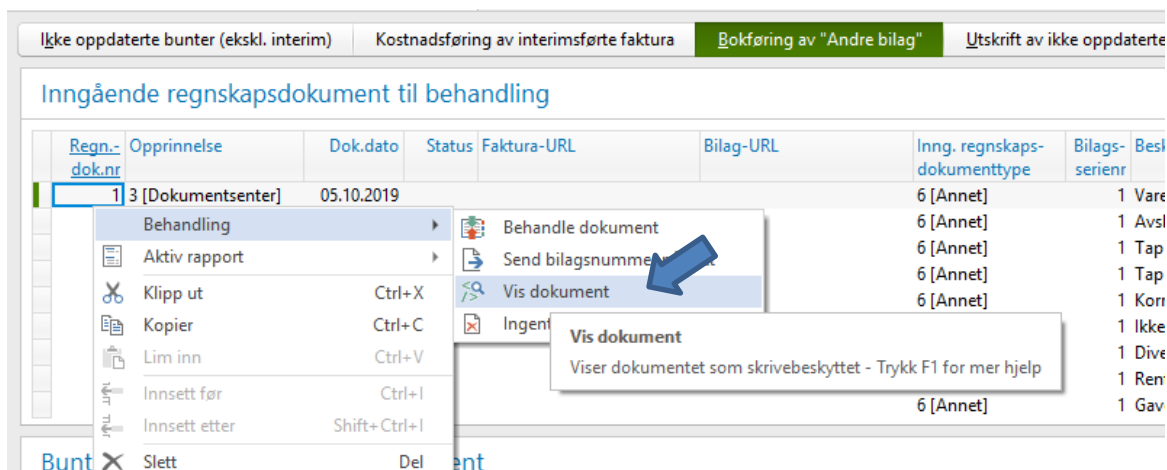 Ikke oppdaterte bunter (ekskl. interim) Kostnadsføring av interimsførte faktura Bokføring av "Andre bilag" Utskrift av ikke oppdaterte
Inngående regnskapsdokument til behandling
Regn.- Opprinnelse Dok.dato Status Faktura-URL Bilag-URL Inng. regnskaps- Bilags- Besk
dok.nr dokumenttype serienr
1 3 [Dokumentsenter] 05.10.2019 6 [Annet] 1 Vare
Behandling Behandle dokument 6 [Annet] 1 Avsk
Aktiv rapport Send bilagsnumme 6 [Annet] 1 Tap
6 [Annet] 1 Tap
Klipp ut Ctrl+X Vis dokument 6 [Annet] 1 Korr
Kopier Ctrl+C Ingent 1 Ikke
Vis dokument
Lim inn Ctrl+V 1 Dive
Viser dokumentet som skrivebeskyttet - Trykk F1 for mer hjelp
Innsett før Ctrl+I 1 Rent
6 [Annet] 1 Gave
Innsett etter Shift+Ctrl+I
Bunt Slett Del ent